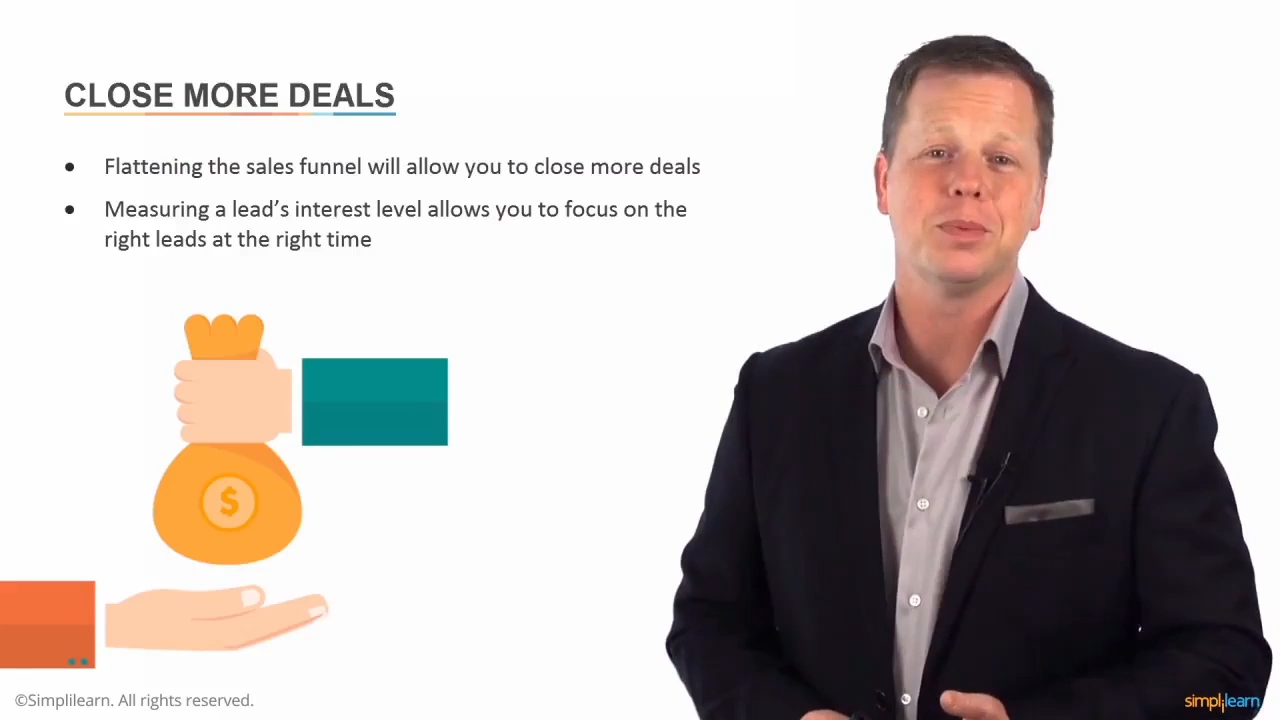 CLOSE MORE DEALS
● Flattening the sales funnel will allow you to close more deals
● Measuring a lead’s interest level allows you to focus on the
right leads at the right time
$
©Simplilearn. All rights reserved.
simplilearn